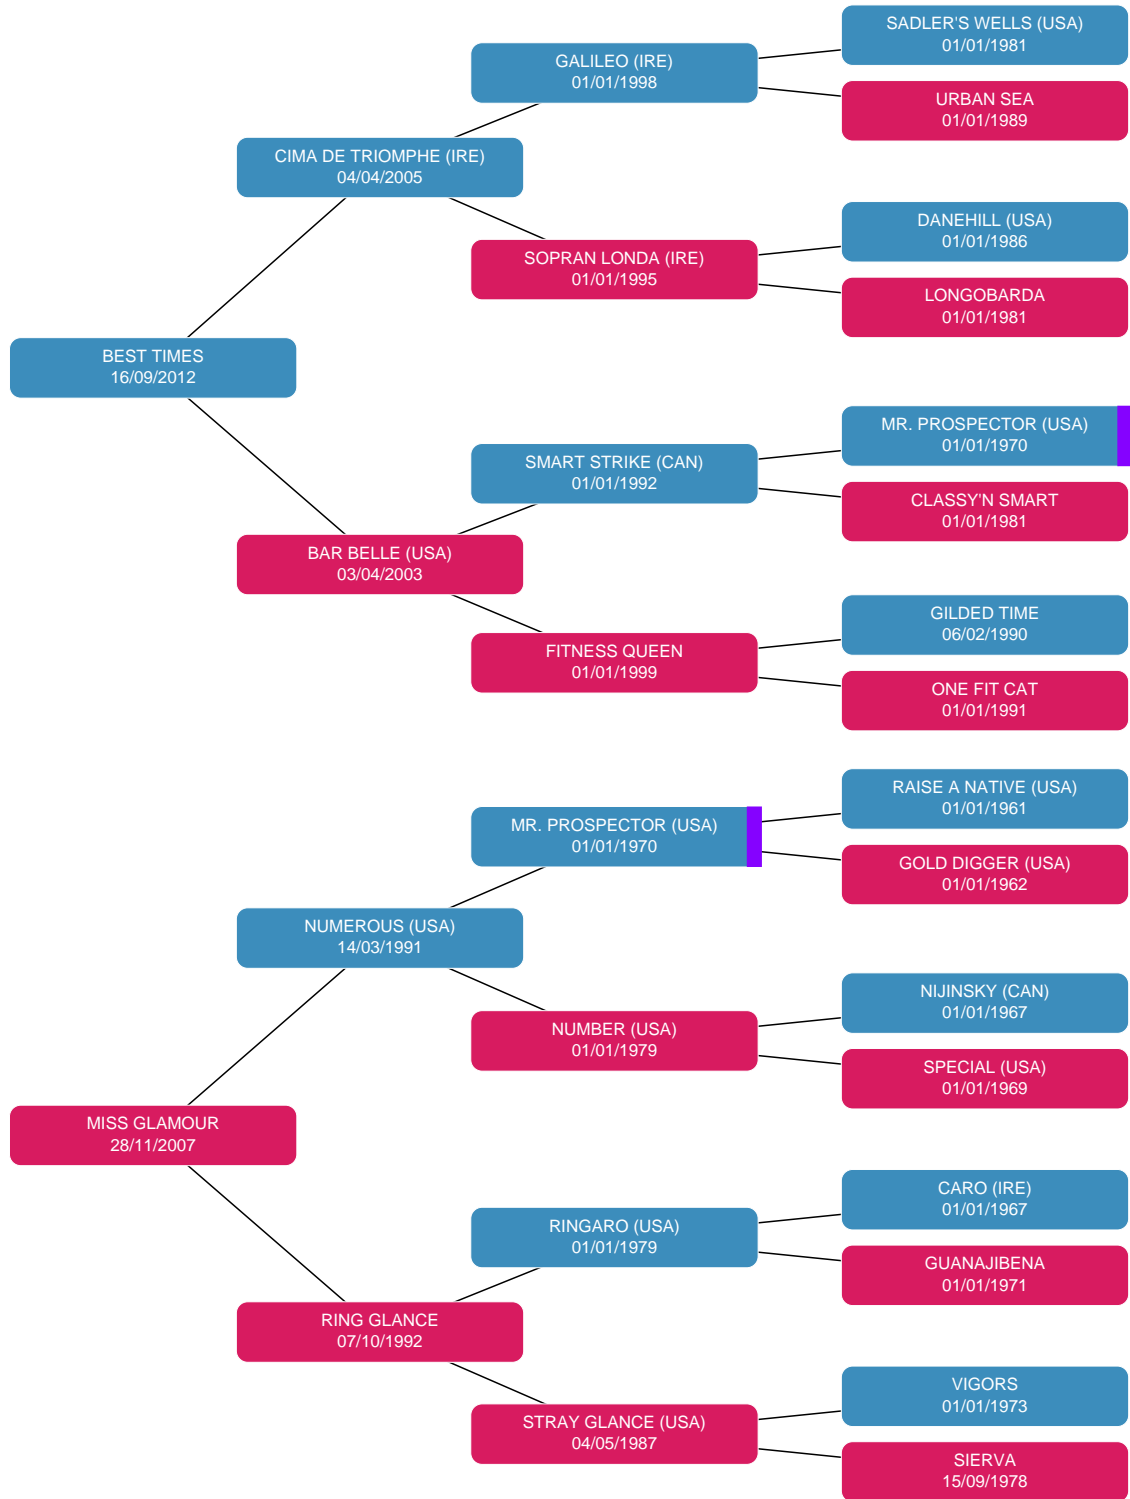 SADLER'S WELLS (USA)
01/01/1981
GALILEO (IRE)
01/01/1998
URBAN SEA
01/01/1989
CIMA DE TRIOMPHE (IRE)
04/04/2005
DANEHILL (USA)
01/01/1986
SOPRAN LONDA (IRE)
01/01/1995
LONGOBARDA
01/01/1981
BEST TIMES
16/09/2012
MR. PROSPECTOR (USA)
01/01/1970
SMART STRIKE (CAN)
01/01/1992
CLASSY'N SMART
01/01/1981
BAR BELLE (USA)
03/04/2003
GILDED TIME
06/02/1990
FITNESS QUEEN
01/01/1999
ONE FIT CAT
01/01/1991
RAISE A NATIVE (USA)
01/01/1961
MR. PROSPECTOR (USA)
01/01/1970
GOLD DIGGER (USA)
01/01/1962
NUMEROUS (USA)
14/03/1991
NIJINSKY (CAN)
01/01/1967
NUMBER (USA)
01/01/1979
SPECIAL (USA)
01/01/1969
MISS GLAMOUR
28/11/2007
CARO (IRE)
01/01/1967
RINGARO (USA)
01/01/1979
GUANAJIBENA
01/01/1971
RING GLANCE
07/10/1992
VIGORS
01/01/1973
STRAY GLANCE (USA)
04/05/1987
SIERVA
15/09/1978